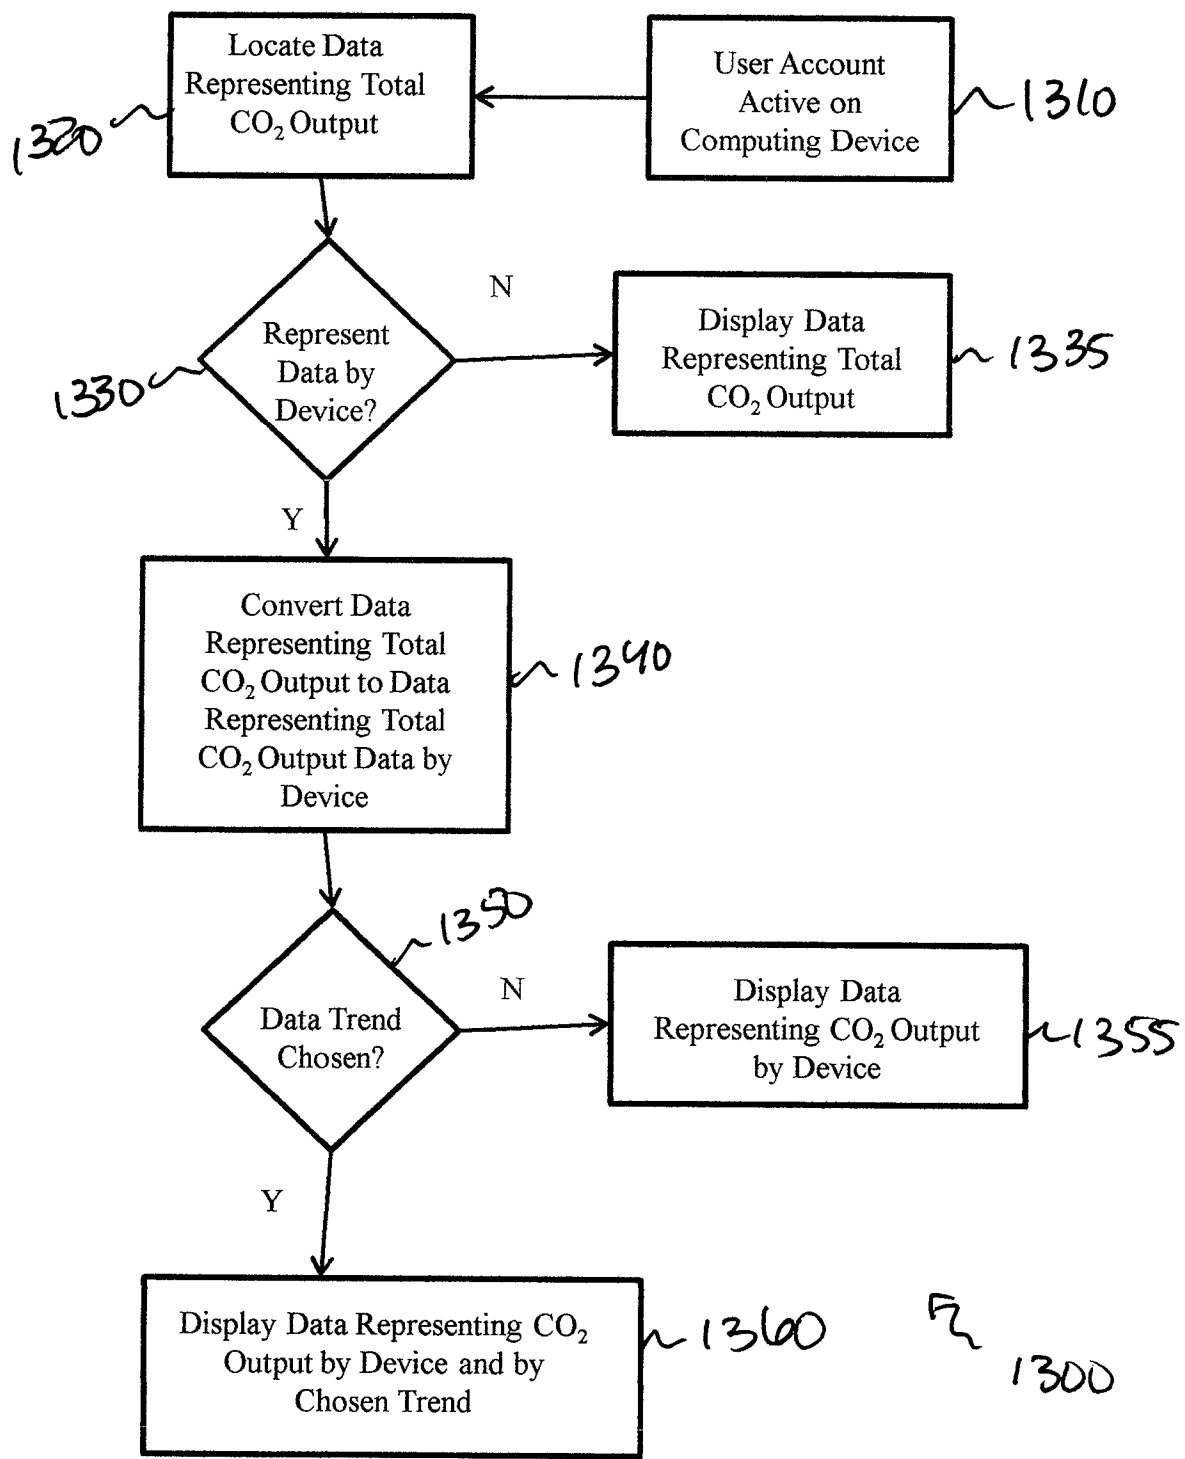 Locate Data
Representing Total
CO₂ Output
1320
User Account
Active on
Computing Device
1310
Represent
Data by
Device?
1330
N
Display Data
Representing Total
CO₂ Output
1335
Y
Convert Data
Representing Total
CO₂ Output to Data
Representing Total
CO₂ Output Data by
Device
1340
1350
Data Trend
Chosen?
N
Display Data
Representing CO₂ Output
by Device
1355
Y
Display Data Representing CO₂
Output by Device and by
Chosen Trend
1360
1300